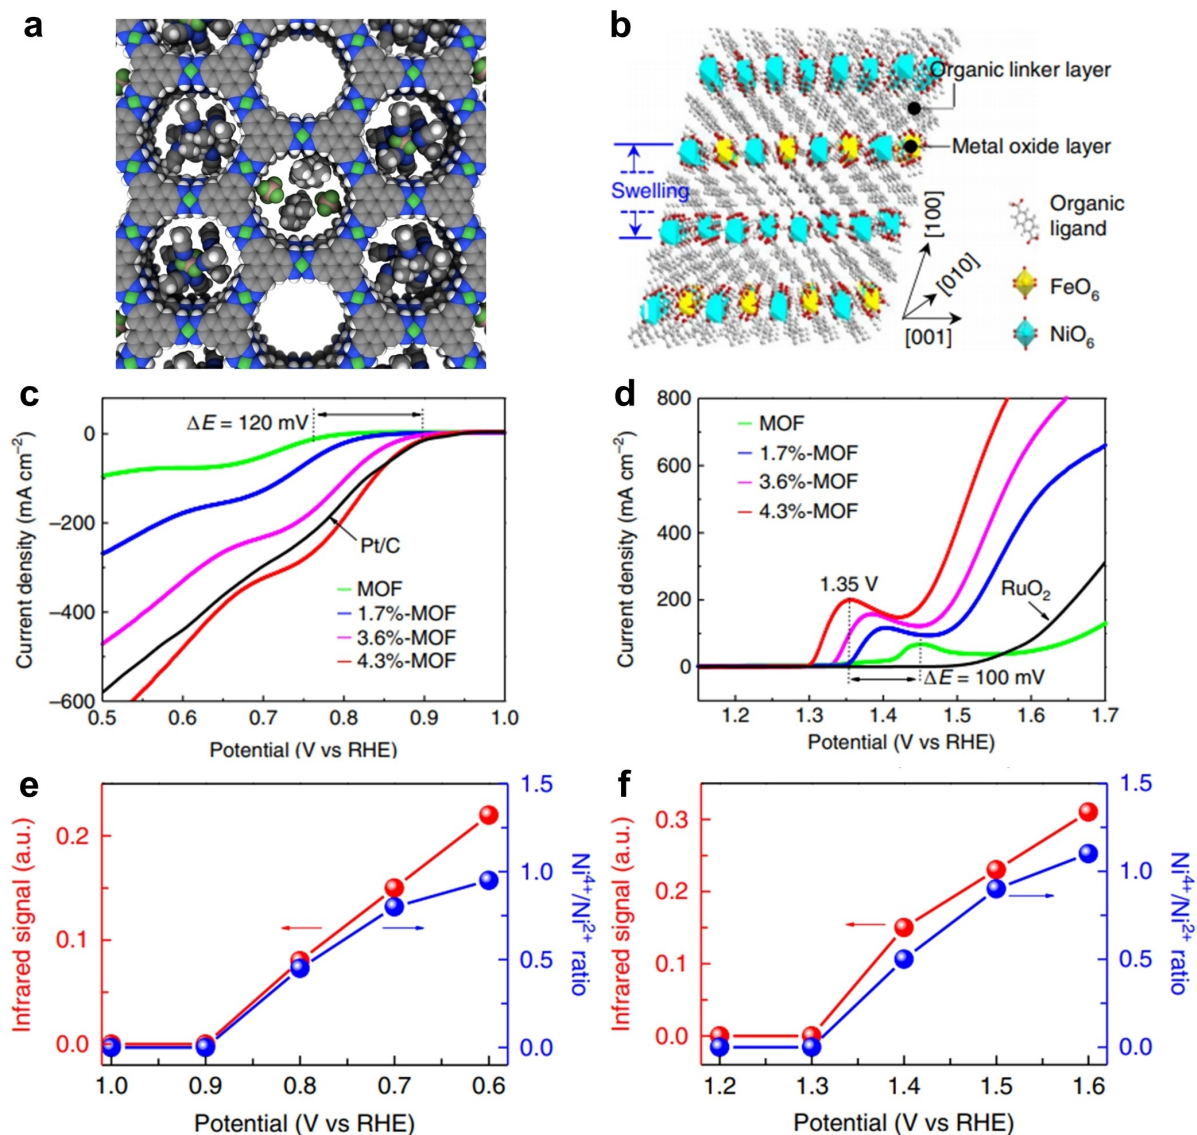 a
b
Organic linker layer
Metal oxide layer
Swelling
[100]
[010]
[001]
Organic
ligand
FeO6
NiO6
c
ΔE = 120 mV
Current density (mA cm−2)
0
−200
−400
−600
Pt/C
MOF
1.7%-MOF
3.6%-MOF
4.3%-MOF
0.5 0.6 0.7 0.8 0.9 1.0
Potential (V vs RHE)
d
Current density (mA cm−2)
800
600
400
200
0
MOF
1.7%-MOF
3.6%-MOF
4.3%-MOF
1.35 V
RuO2
ΔE = 100 mV
1.2 1.3 1.4 1.5 1.6 1.7
Potential (V vs RHE)
e
Infrared signal (a.u.)
0.2
0.1
0.0
1.5
1.0
0.5
0.0
Ni4+/Ni2+ ratio
1.0 0.9 0.8 0.7 0.6
Potential (V vs RHE)
f
Infrared signal (a.u.)
0.3
0.2
0.1
0.0
1.5
1.0
0.5
0.0
Ni4+/Ni2+ ratio
1.2 1.3 1.4 1.5 1.6
Potential (V vs RHE)